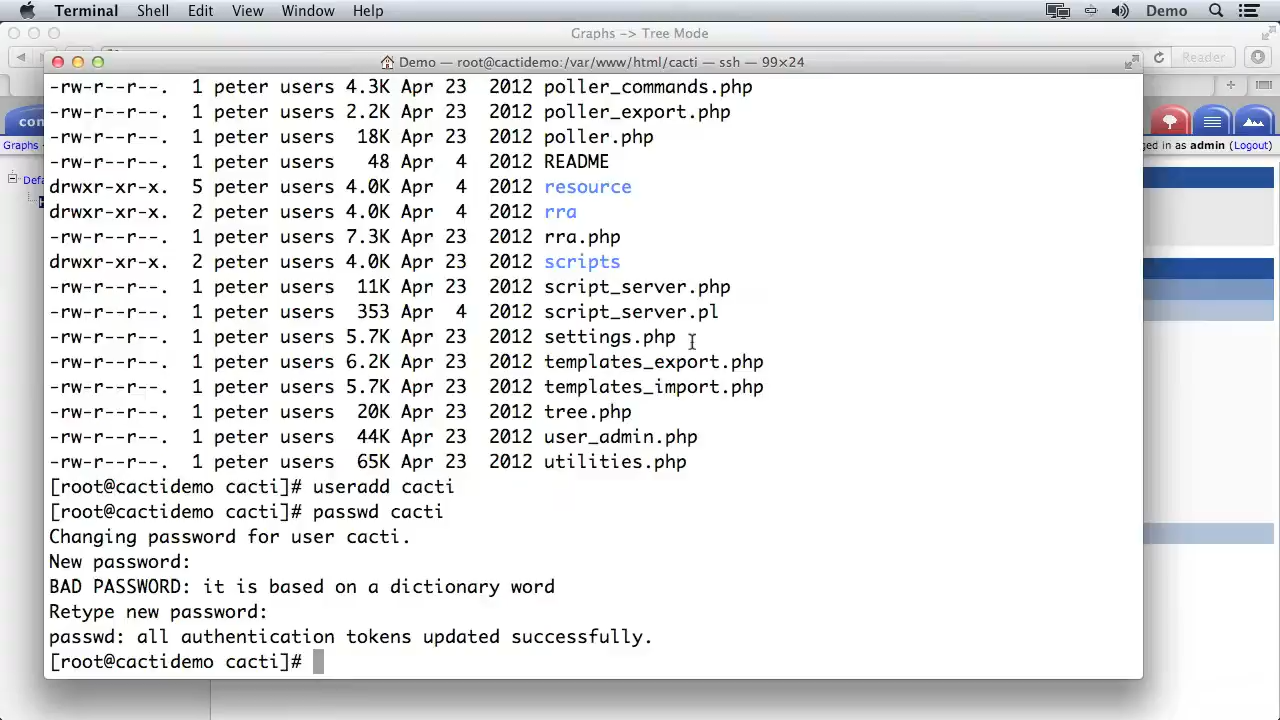 Terminal Shell Edit View Window Help Demo
Graphs -> Tree Mode
Demo — root@cactidemo:/var/www/html/cacti — ssh — 99×24
Reader
-rw-r--r--. 1 peter users 4.3K Apr 23 2012 poller_commands.php
-rw-r--r--. 1 peter users 2.2K Apr 23 2012 poller_export.php
con
-rw-r--r--. 1 peter users 18K Apr 23 2012 poller.php
Graphs
ged in as admin (Logout)
-rw-r--r--. 1 peter users 48 Apr 4 2012 README
Defa
drwxr-xr-x. 5 peter users 4.0K Apr 4 2012 resource
drwxr-xr-x. 2 peter users 4.0K Apr 4 2012 rra
-rw-r--r--. 1 peter users 7.3K Apr 23 2012 rra.php
drwxr-xr-x. 2 peter users 4.0K Apr 23 2012 scripts
-rw-r--r--. 1 peter users 11K Apr 23 2012 script_server.php
-rw-r--r--. 1 peter users 353 Apr 4 2012 script_server.pl
-rw-r--r--. 1 peter users 5.7K Apr 23 2012 settings.php
-rw-r--r--. 1 peter users 6.2K Apr 23 2012 templates_export.php
-rw-r--r--. 1 peter users 5.7K Apr 23 2012 templates_import.php
-rw-r--r--. 1 peter users 20K Apr 23 2012 tree.php
-rw-r--r--. 1 peter users 44K Apr 23 2012 user_admin.php
-rw-r--r--. 1 peter users 65K Apr 23 2012 utilities.php
[root@cactidemo cacti]# useradd cacti
[root@cactidemo cacti]# passwd cacti
Changing password for user cacti.
New password:
BAD PASSWORD: it is based on a dictionary word
Retype new password:
passwd: all authentication tokens updated successfully.
[root@cactidemo cacti]#